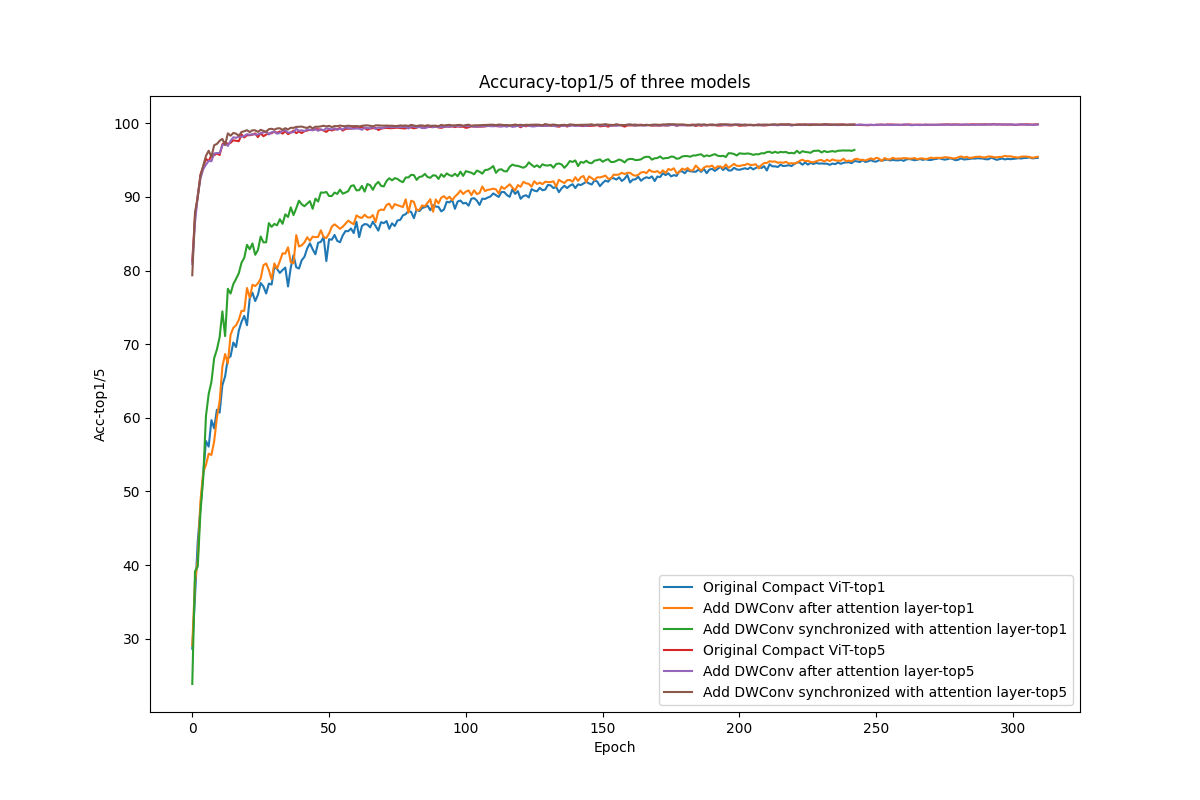 Accuracy-top1/5 of three models
100
90
80
70
60
50
40
30
Acc-top1/5
Original Compact ViT-top1
Add DWConv after attention layer-top1
Add DWConv synchronized with attention layer-top1
Original Compact ViT-top5
Add DWConv after attention layer-top5
Add DWConv synchronized with attention layer-top5
0 50 100 150 200 250 300
Epoch